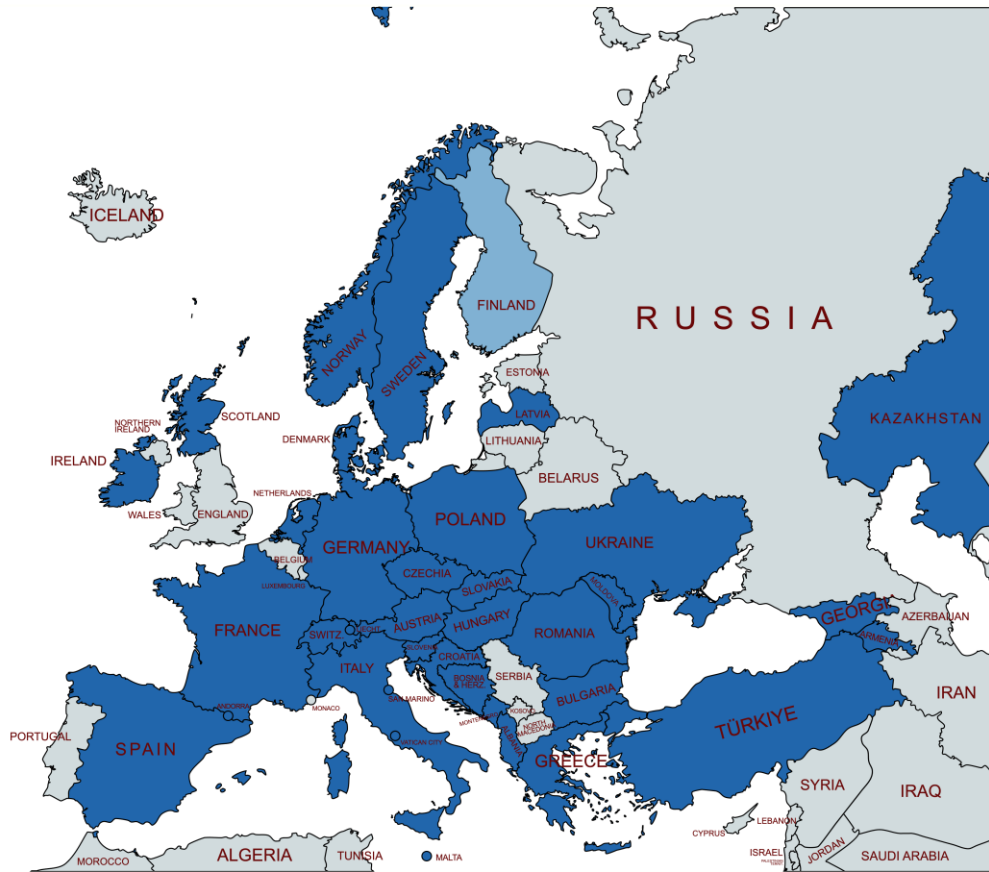 ICELAND
RUSSIA
FINLAND
NORWAY
SWEDEN
ESTONIA
SCOTLAND
NORTHERN
IRELAND
LATVIA
KAZAKHSTAN
DENMARK
LITHUANIA
IRELAND
BELARUS
NETHERLANDS
WALES
ENGLAND
POLAND
UKRAINE
GERMANY
BELGIUM
CZECHIA
LUXEMBOURG
SLOVAKIA
MOLDOVA
GEORGIA
AZERBAIJAN
AUSTRIA
HUNGARY
FRANCE
SWITZ.
LIECHT.
ROMANIA
ARMENIA
SLOVENIA
CROATIA
ITALY
BOSNIA
& HERZ.
SERBIA
IRAN
BULGARIA
SAN MARINO
ANDORRA
MONACO
KOSOVO
MONTENEGRO
TÜRKIYE
NORTH
MACEDONIA
PORTUGAL
SPAIN
VATICAN CITY
ALBANIA
GREECE
SYRIA
IRAQ
LEBANON
CYPRUS
ISRAEL
JORDAN
MOROCCO
ALGERIA
TUNISIA
MALTA
SAUDI ARABIA